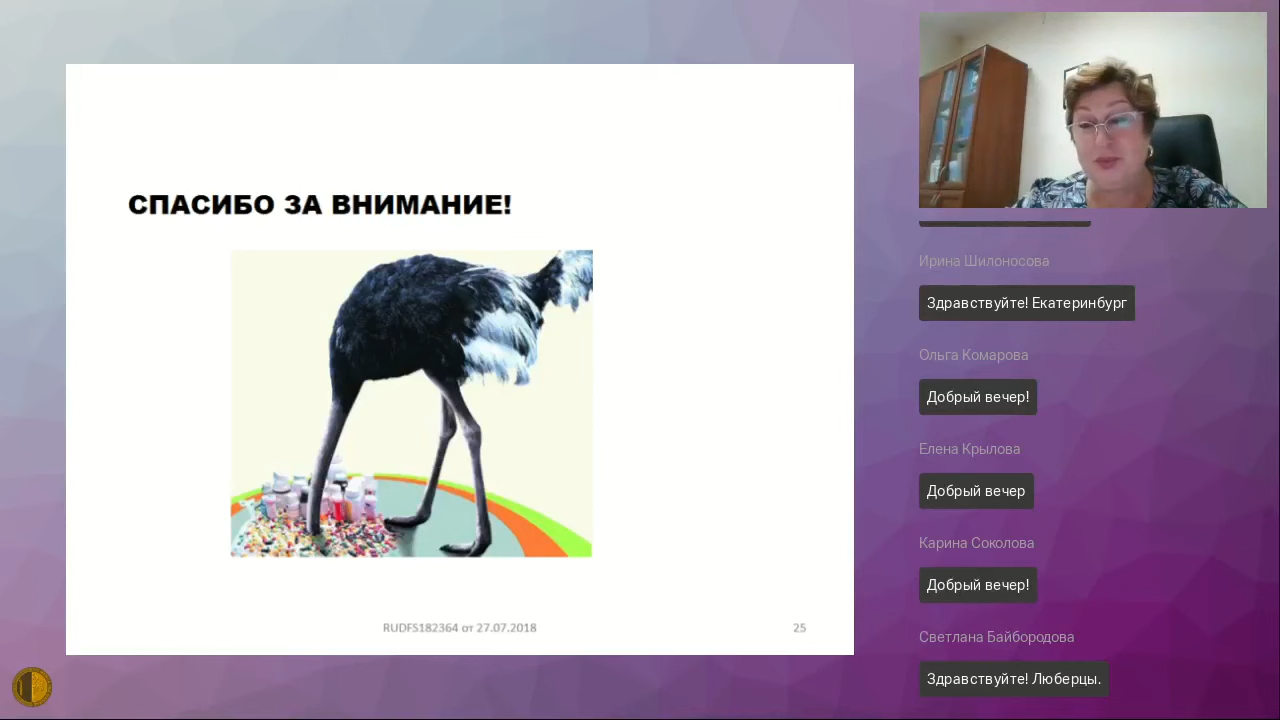 СПАСИБО ЗА ВНИМАНИЕ!
RUDFS182364 от 27.07.2018
25
Ирина Шилоносова
Здравствуйте! Екатеринбург
Ольга Комарова
Добрый вечер!
Елена Крылова
Добрый вечер
Карина Соколова
Добрый вечер!
Светлана Байбородова
Здравствуйте! Люберцы.